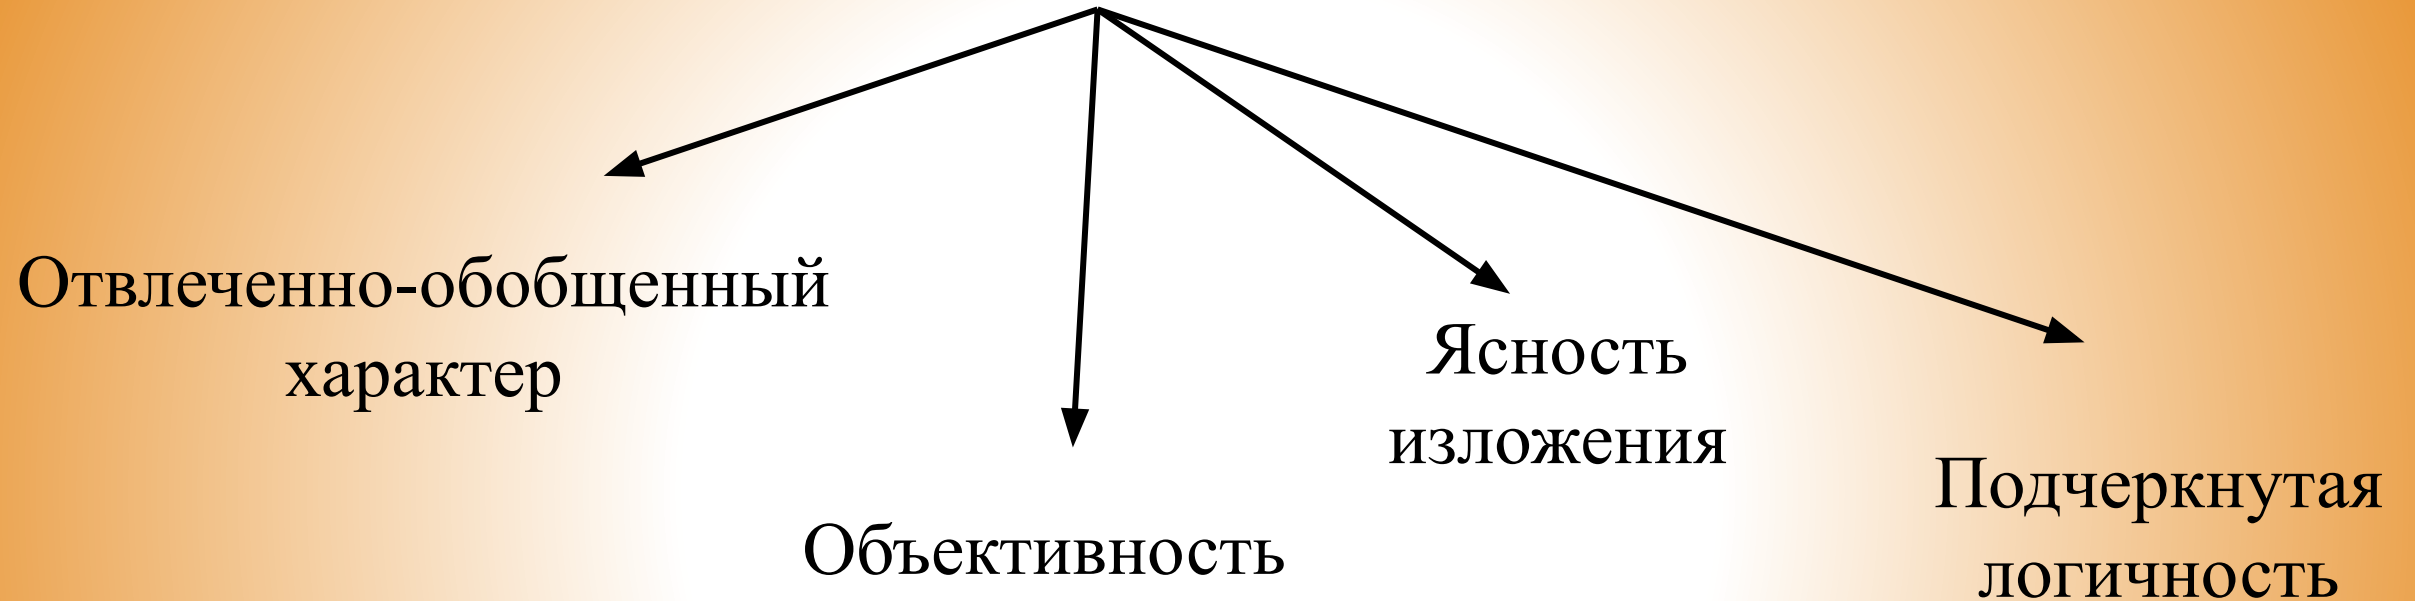 Отвлеченно-обобщенный
характер
Объективность
Ясность
изложения
Подчеркнутая
логичность